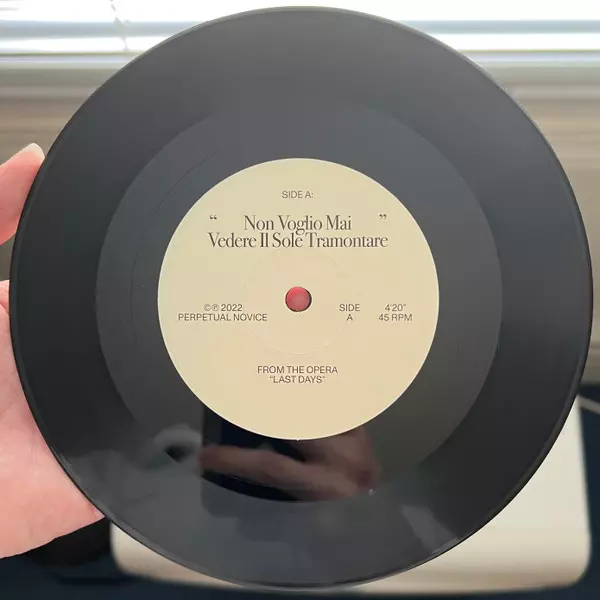 SIDE A:
“ Non Voglio Mai ”
Vedere Il Sole Tramontare
©℗ 2022
PERPETUAL NOVICE
SIDE
A
4'20"
45 RPM
FROM THE OPERA
"LAST DAYS"